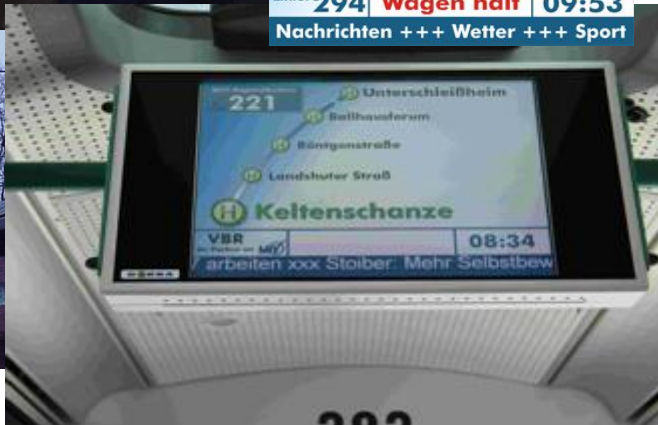 294 Wagen hält 09:53
Nachrichten +++ Wetter +++ Sport
221
Unterschleißheim
Ballhausforum
Röntgenstraße
Landshuter Straß
Keltenschanze
VBR
08:34
arbeiten xxx Stoiber: Mehr Selbstbew